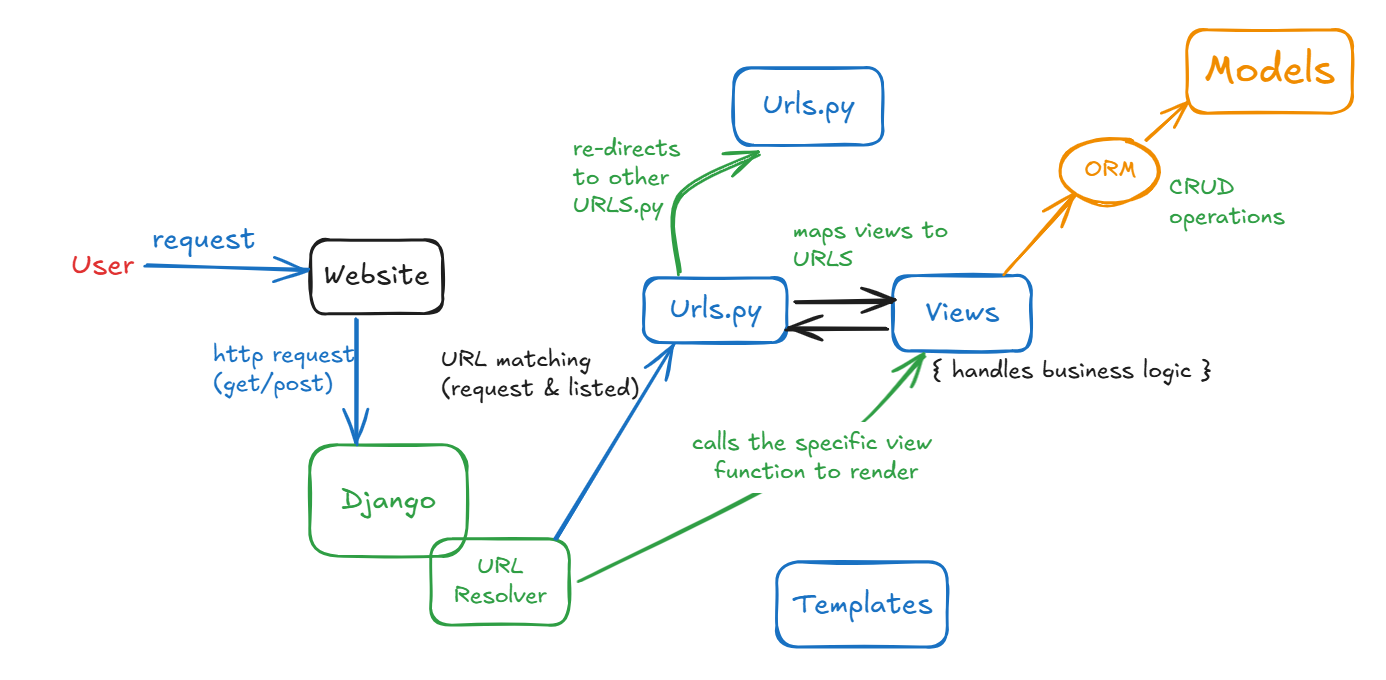 Models
Urls.py
re-directs
to other
URLS.py
ORM
CRUD
operations
maps views to
URLS
request
User
Website
Urls.py
Views
http request
(get/post)
URL matching
(request & listed)
{ handles business logic }
calls the specific view
function to render
Django
URL
Resolver
Templates